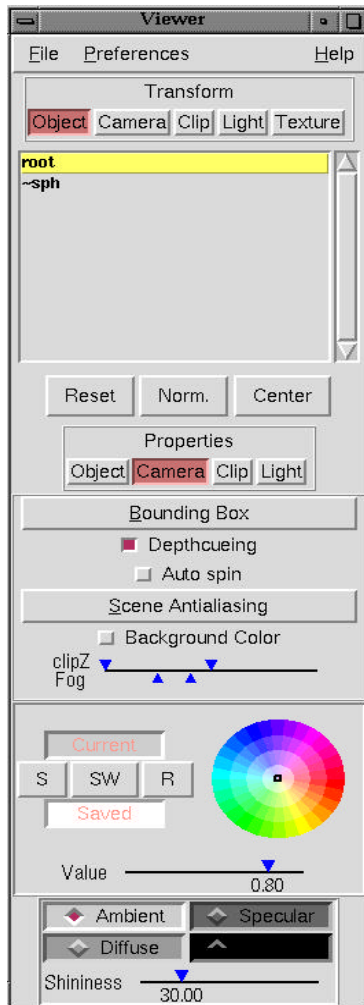 Viewer
File Preferences Help
Transform
Object Camera Clip Light Texture
root
~sph
Reset Norm. Center
Properties
Object Camera Clip Light
Bounding Box
Depthcueing
Auto spin
Scene Antialiasing
Background Color
clipZ
Fog
Current
S SW R
Saved
Value
0.80
Ambient Specular
Diffuse
Shininess
30.00